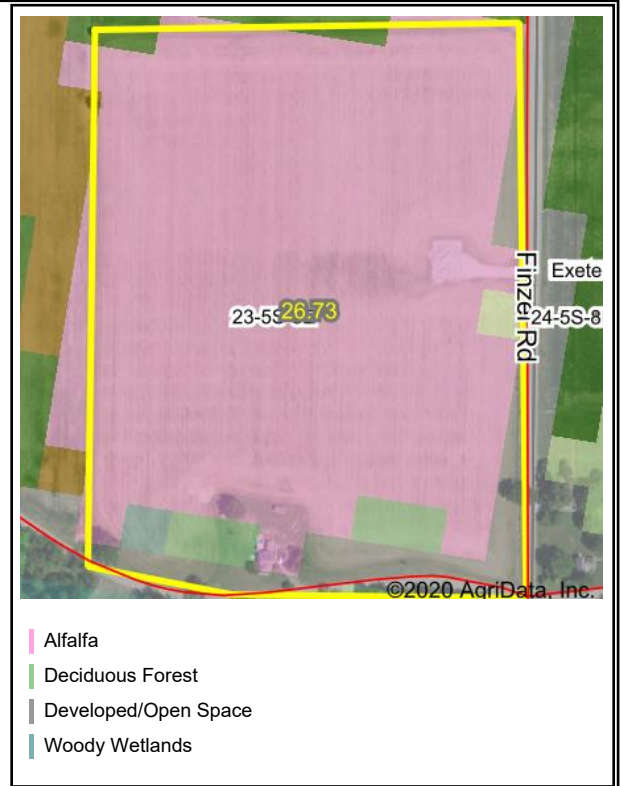 Finzel Rd
Exete
23-5S-
26.73
24-5S-8
©2020 AgriData, Inc.
Alfalfa
Deciduous Forest
Developed/Open Space
Woody Wetlands